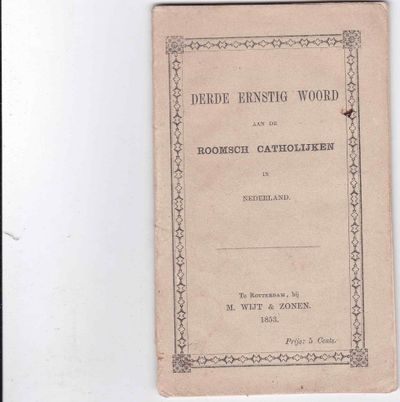 DERDE ERNSTIG WOORD
AAN DE
ROOMSCH CATHOLIJKEN
IN
NEDERLAND.
Te Rotterdam, bij
M. WIJT & ZONEN.
1853.
Prijs: 5 Cents.